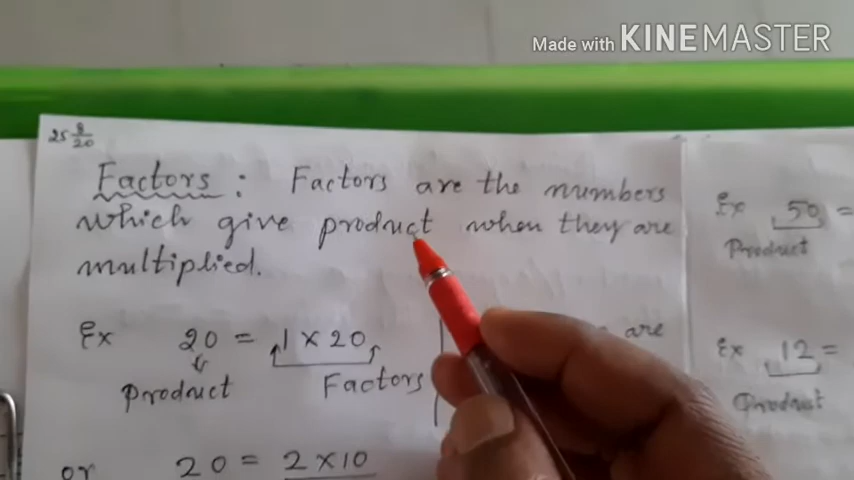 Made with KINEMASTER
25 8/20
Factors : Factors are the numbers
which give product when they are
multiplied.
Ex 20 = 1 × 20
Product Factors
or 20 = 2 × 10
are
Ex 50 =
Product
Ex 12 =
Product